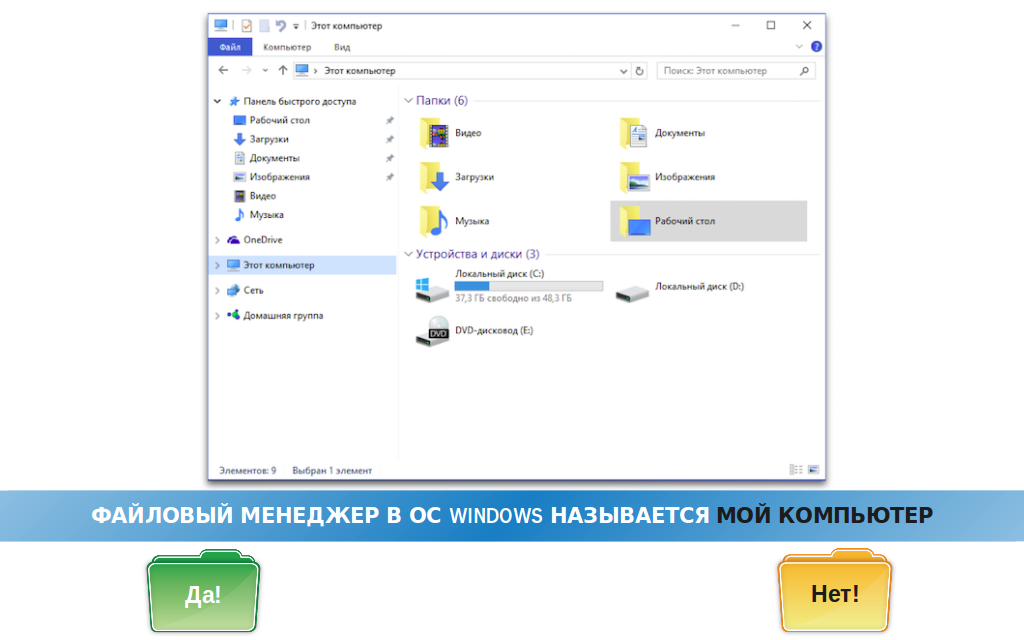 Этот компьютер
Файл Компьютер Вид
Этот компьютер Поиск: Этот компьютер
Панель быстрого доступа
Рабочий стол
Загрузки
Документы
Изображения
Видео
Музыка
OneDrive
Этот компьютер
Сеть
Домашняя группа
Папки (6)
Видео Документы
Загрузки Изображения
Музыка Рабочий стол
Устройства и диски (3)
Локальный диск (C:)
37,3 ГБ свободно из 48,3 ГБ
Локальный диск (D:)
DVD
DVD-дисковод (E:)
Элементов: 9 Выбран 1 элемент
ФАЙЛОВЫЙ МЕНЕДЖЕР В ОС WINDOWS НАЗЫВАЕТСЯ МОЙ КОМПЬЮТЕР
Да! Нет!